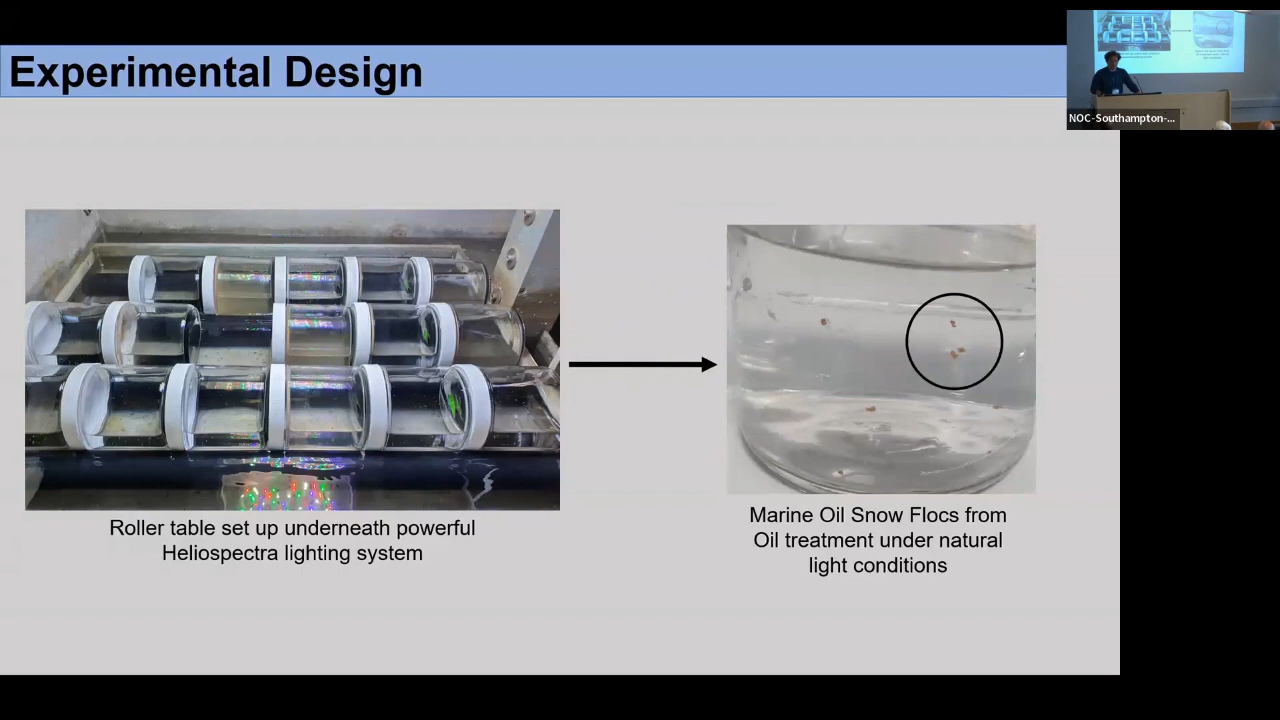 Experimental Design
NOC-Southampton-...
Roller table set up underneath powerful
Heliospectra lighting system
Marine Oil Snow Flocs from
Oil treatment under natural
light conditions